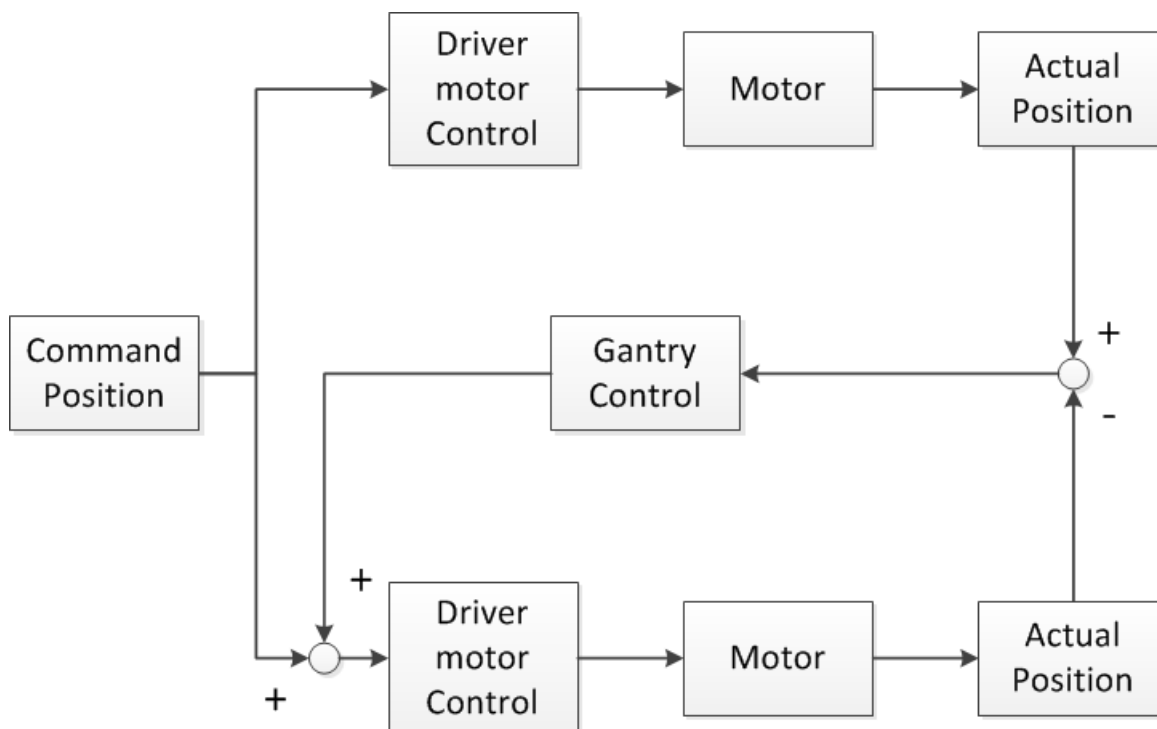 Driver
motor
Control
Motor
Actual
Position
Command
Position
Gantry
Control
+
-
+
+
Driver
motor
Control
Motor
Actual
Position